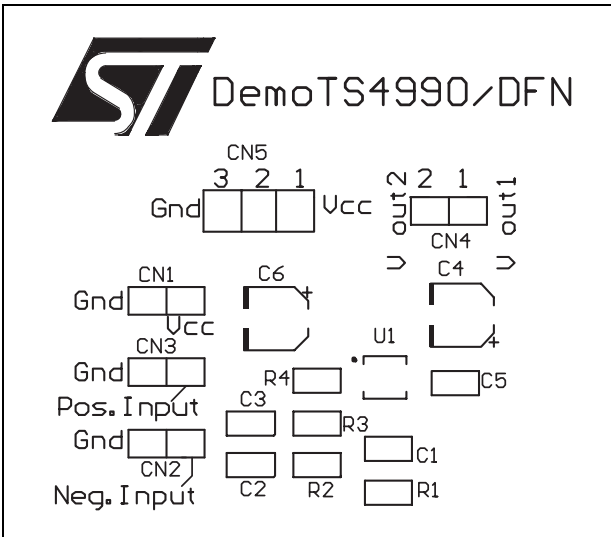 ST DemoTS4990/DFN
CN5
3 2 1
Gnd Vcc
V out2
2 1
V out1
CN4
CN1
Gnd
Vcc
C6
C4
CN3
Gnd
Pos.Input
U1
R4
C5
C3
R3
Gnd
CN2
Neg.Input
C2
R2
C1
R1